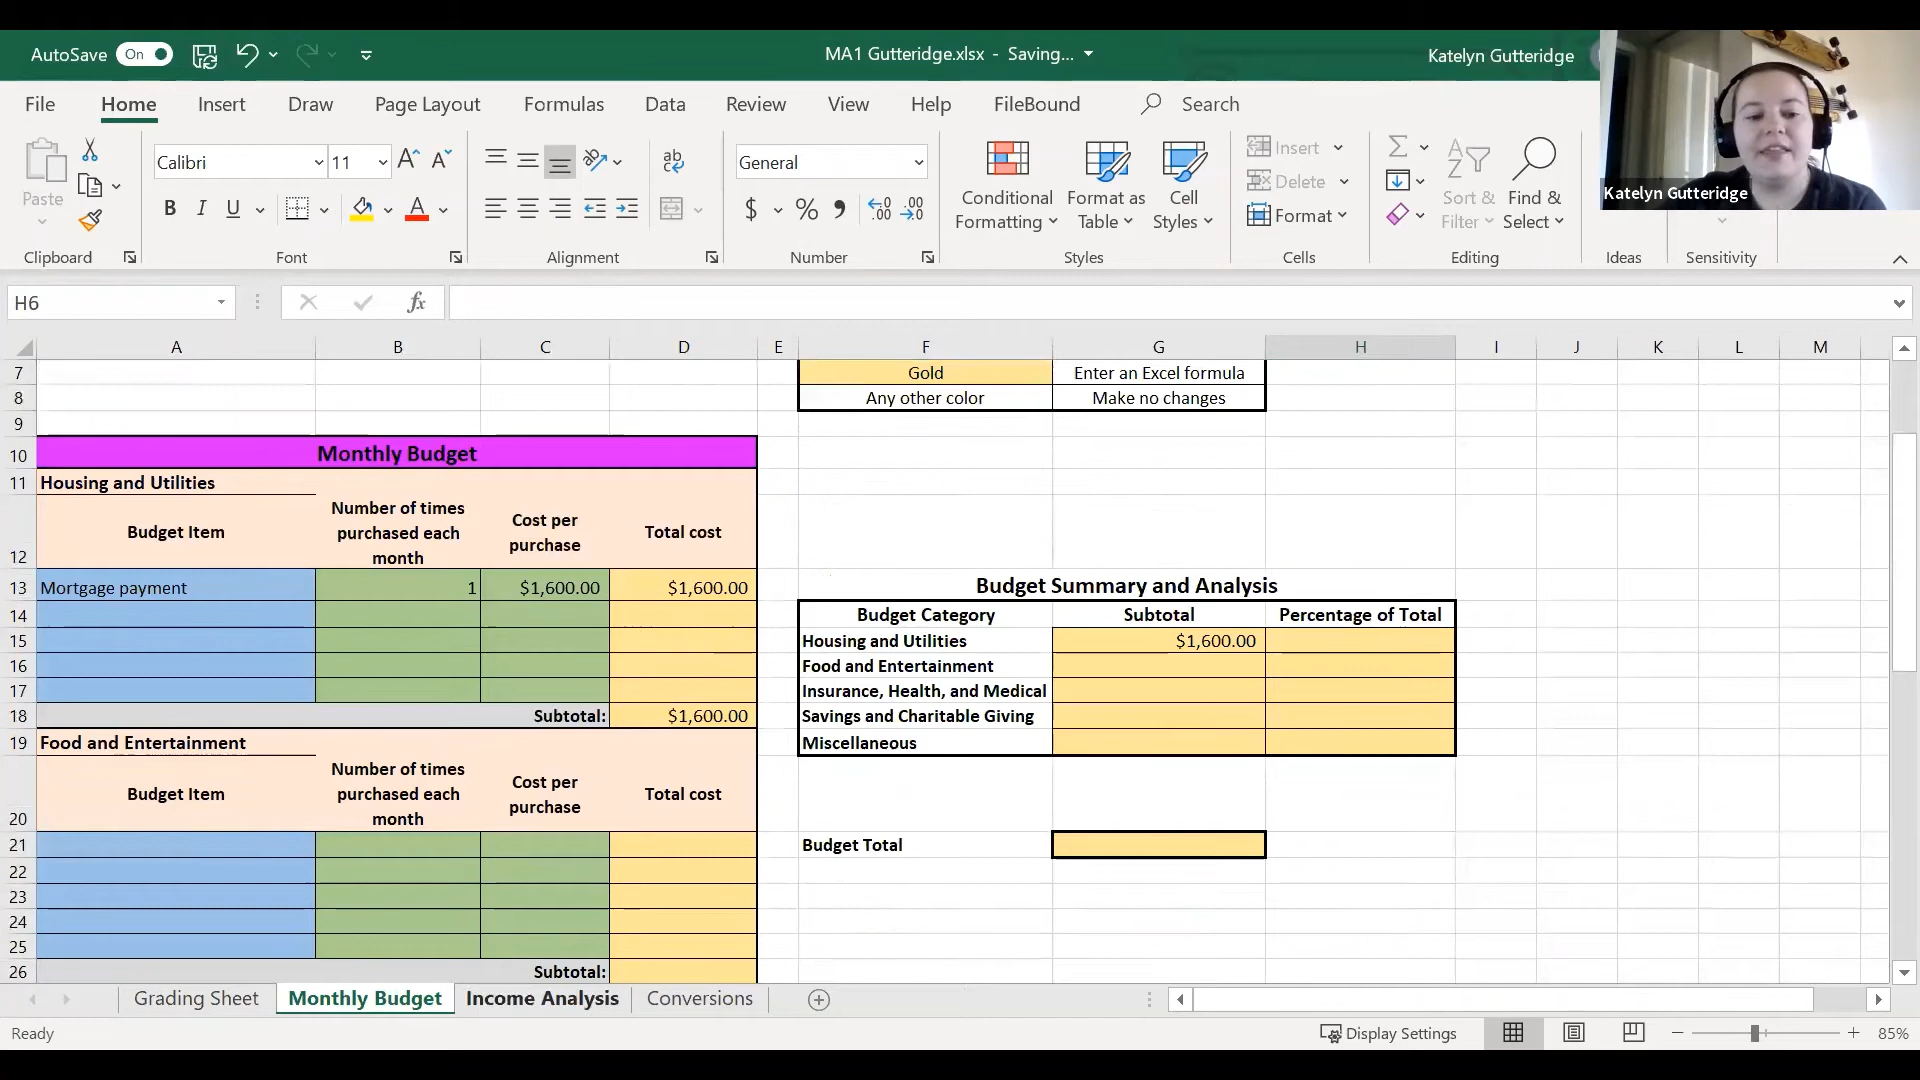 AutoSave On MA1 Gutteridge.xlsx - Saving... Katelyn Gutteridge
File Home Insert Draw Page Layout Formulas Data Review View Help FileBound Search
Paste
Calibri 11
B I U A
ab
General
$ % 9 .00 .00
Conditional Formatting
Format as Table
Cell Styles
Insert
Delete
Format
Sort & Filter
Find & Select
Clipboard Font Alignment Number Styles Cells Editing Ideas Sensitivity
Katelyn Gutteridge
H6 fx
A B C D E F G H I J K L M
7 Gold Enter an Excel formula
8 Any other color Make no changes
9
10 Monthly Budget
11 Housing and Utilities
12 Budget Item Number of times purchased each month Cost per purchase Total cost
13 Mortgage payment 1 $1,600.00 $1,600.00 Budget Summary and Analysis
14 Budget Category Subtotal Percentage of Total
15 Housing and Utilities $1,600.00
16 Food and Entertainment
17 Insurance, Health, and Medical
18 Subtotal: $1,600.00 Savings and Charitable Giving
19 Food and Entertainment Miscellaneous
20 Budget Item Number of times purchased each month Cost per purchase Total cost
21 Budget Total
22
23
24
25
26 Subtotal:
Grading Sheet Monthly Budget Income Analysis Conversions
Ready Display Settings 85%